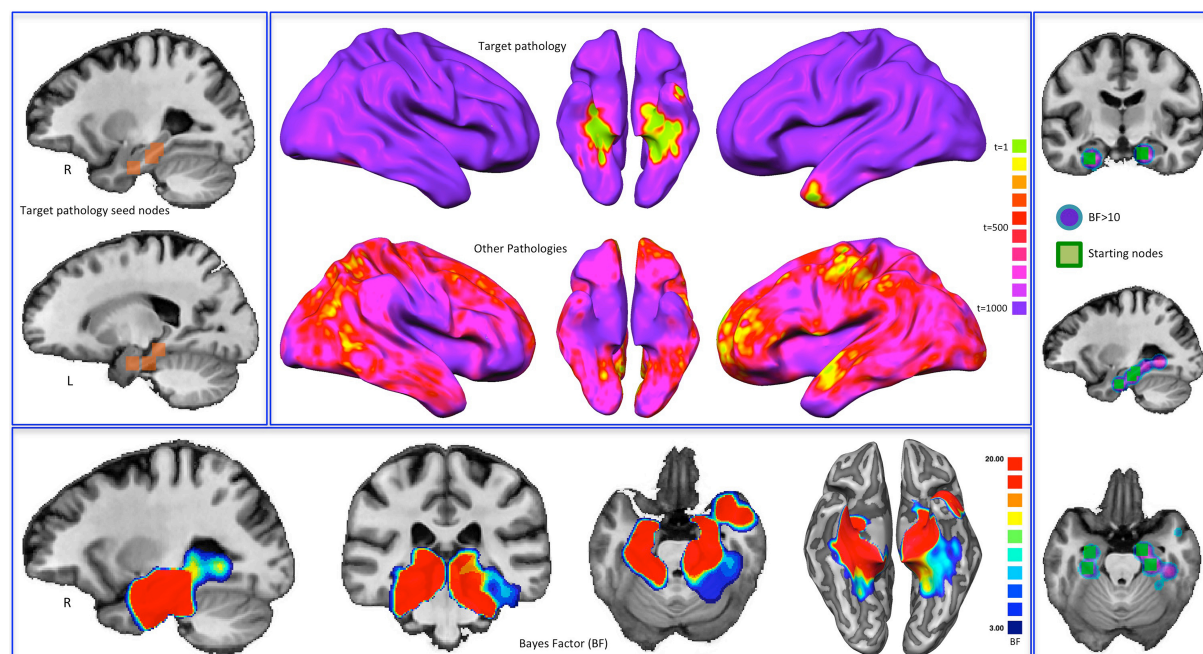 R
Target pathology seed nodes
L
Target pathology
Other Pathologies
t=1
t=500
t=1000
BF>10
Starting nodes
R
Bayes Factor (BF)
20.00
3.00
BF